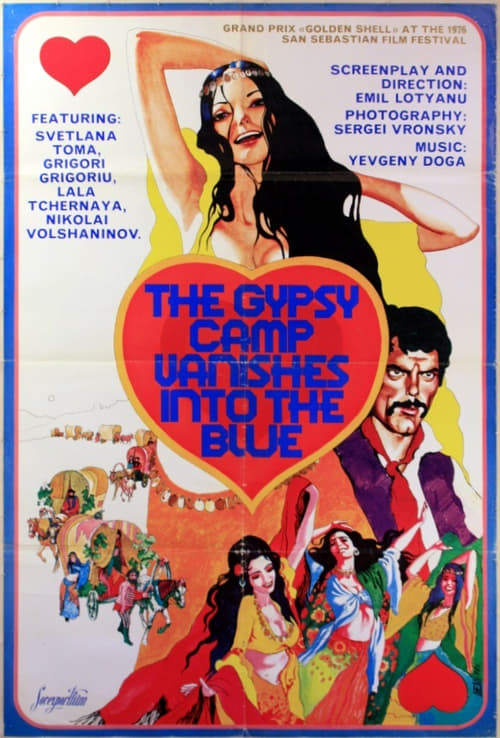 GRAND PRIX «GOLDEN SHELL» AT THE 1976
SAN SEBASTIAN FILM FESTIVAL
SCREENPLAY AND
DIRECTION:
EMIL LOTYANU
PHOTOGRAPHY:
SERGEI VRONSKY
MUSIC:
YEVGENY DOGA
FEATURING:
SVETLANA
TOMA,
GRIGORI
GRIGORIU,
LALA
TCHERNAYA,
NIKOLAI
VOLSHANINOV.
THE GYPSY
CAMP
VANISHES
INTO THE
BLUE
Sovexportfilm